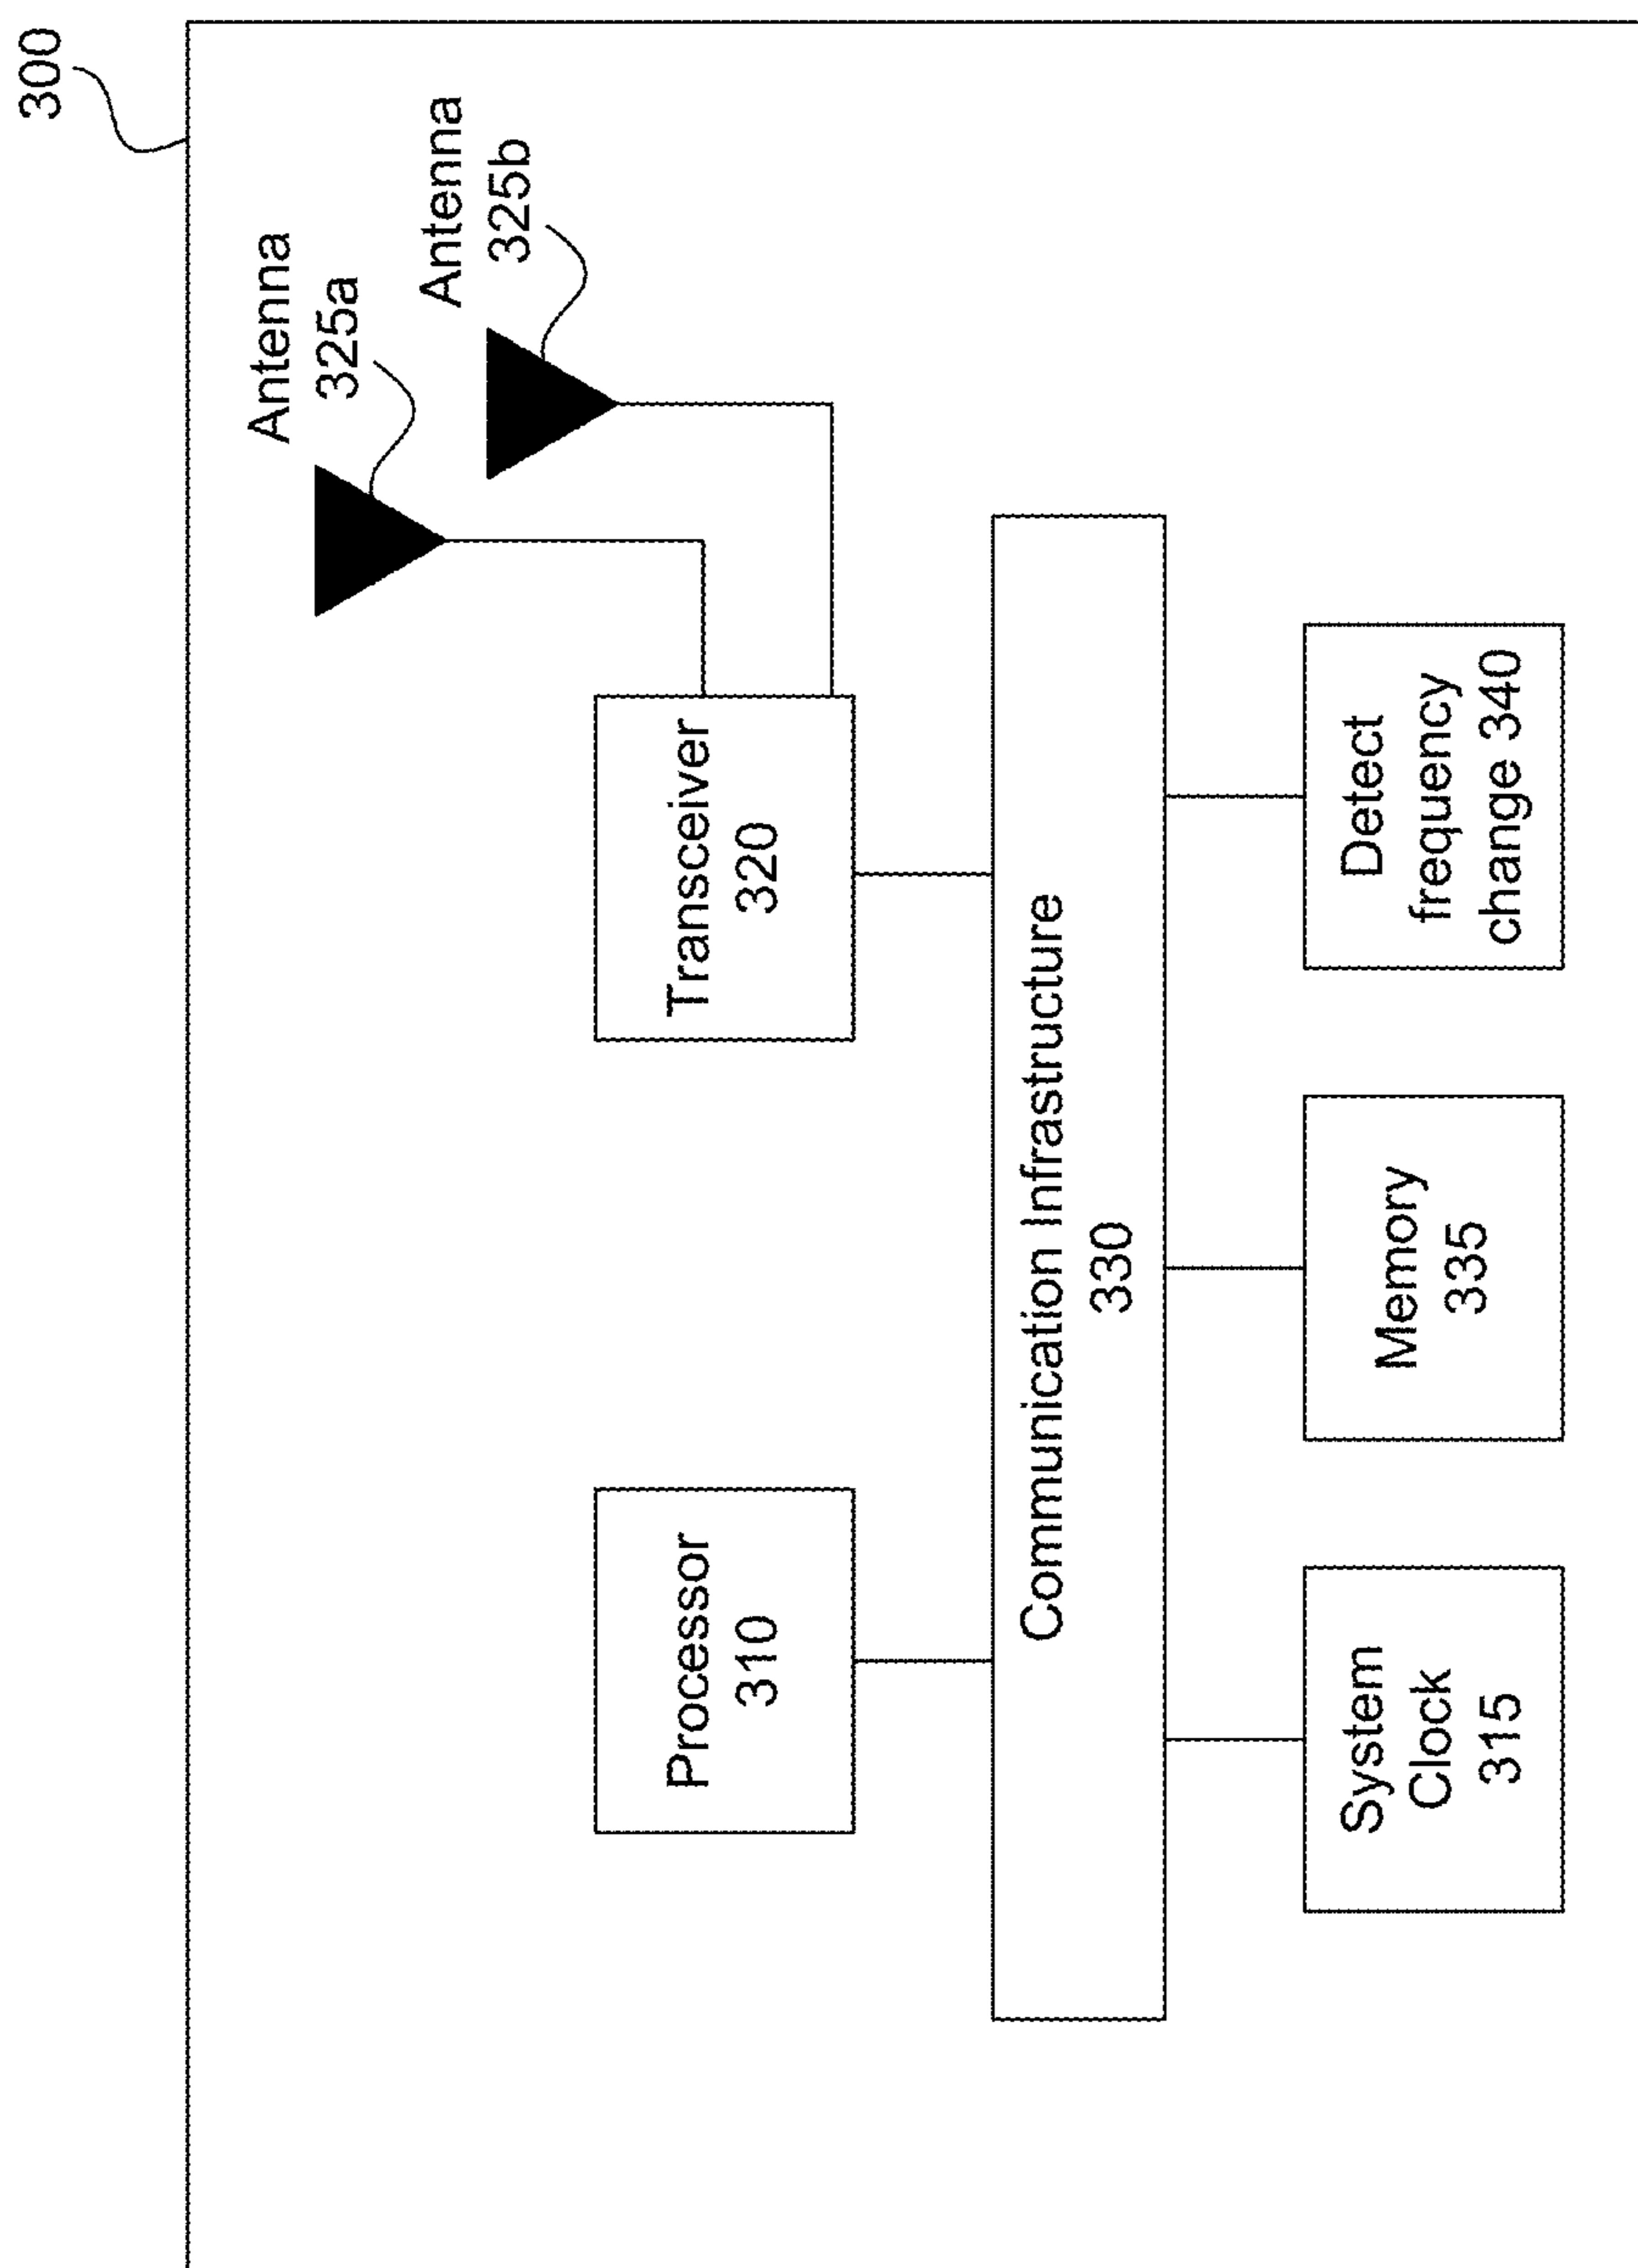 300
Antenna
325a
Antenna
325b
Transceiver
320
Processor
310
Communication Infrastructure
330
System
Clock
315
Memory
335
Detect
frequency
change 340